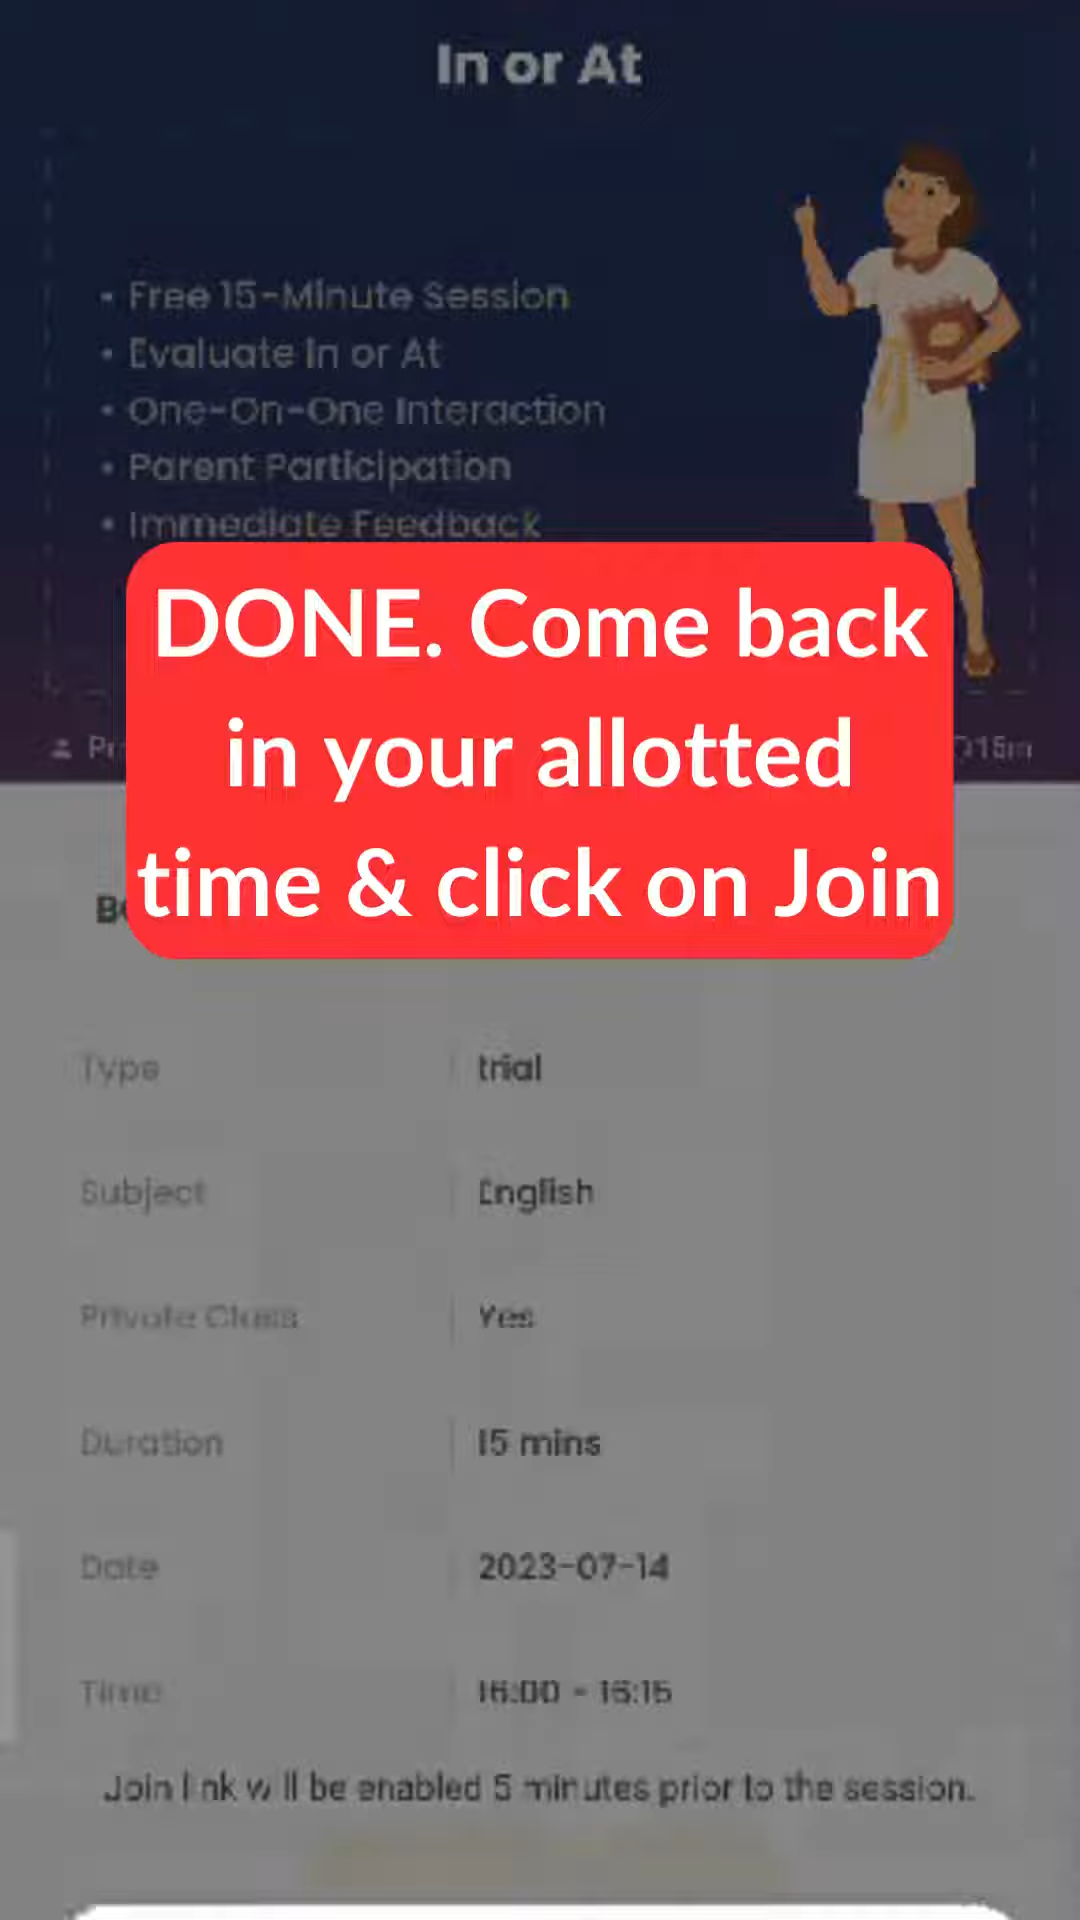 In or At
• Free 15-Minute Session
• Evaluate In or At
• One-On-One Interaction
• Parent Participation
• Immediate Feedback
DONE. Come back
in your allotted
time & click on Join
15m
Type trial
Subject English
Private Class Yes
Duration 15 mins
Date 2023-07-14
Time 16:00 - 16:15
Join link will be enabled 5 minutes prior to the session.